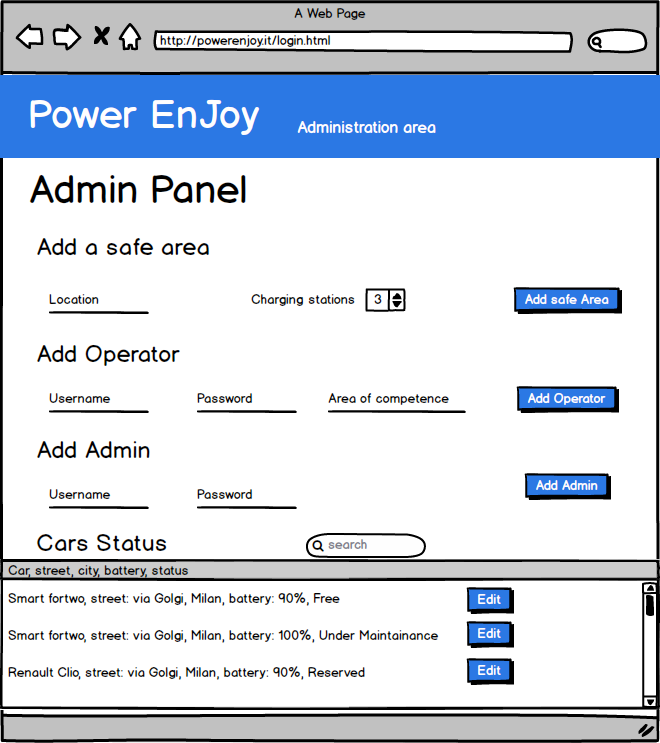 A Web Page
http://powerenjoy.it/login.html
Power EnJoy
Administration area
Admin Panel
Add a safe area
Location
Charging stations
3
Add safe Area
Add Operator
Username
Password
Area of competence
Add Operator
Add Admin
Username
Password
Add Admin
Cars Status
search
Car, street, city, battery, status
Smart fortwo, street: via Golgi, Milan, battery: 90%, Free
Edit
Smart fortwo, street: via Golgi, Milan, battery: 100%, Under Maintainance
Edit
Renault Clio, street: via Golgi, Milan, battery: 90%, Reserved
Edit